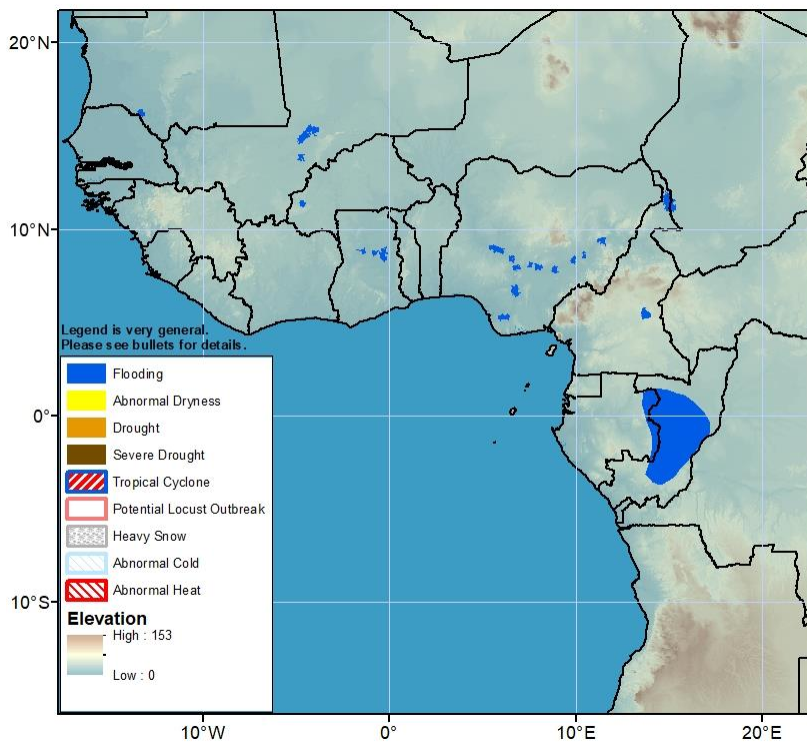 20°N
10°N
0°
10°S
10°W
0°
10°E
20°E
Legend is very general.
Please see bullets for details.
Flooding
Abnormal Dryness
Drought
Severe Drought
Tropical Cyclone
Potential Locust Outbreak
Heavy Snow
Abnormal Cold
Abnormal Heat
Elevation
High : 153
Low : 0